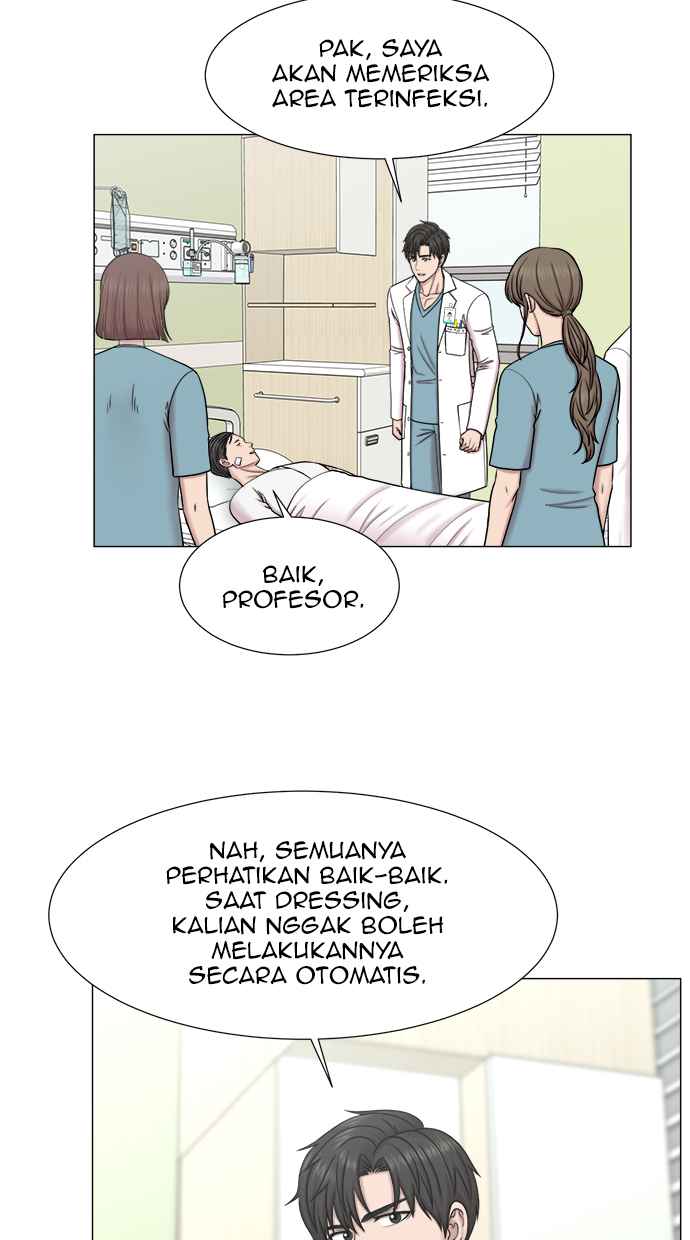 PAK, SAYA
AKAN MEMERIKSA
AREA TERINFEKSI.
BAIK,
PROFESOR.
NAH, SEMUANYA
PERHATIKAN BAIK-BAIK.
SAAT DRESSING,
KALIAN NGGAK BOLEH
MELAKUKANNYA
SECARA OTOMATIS.